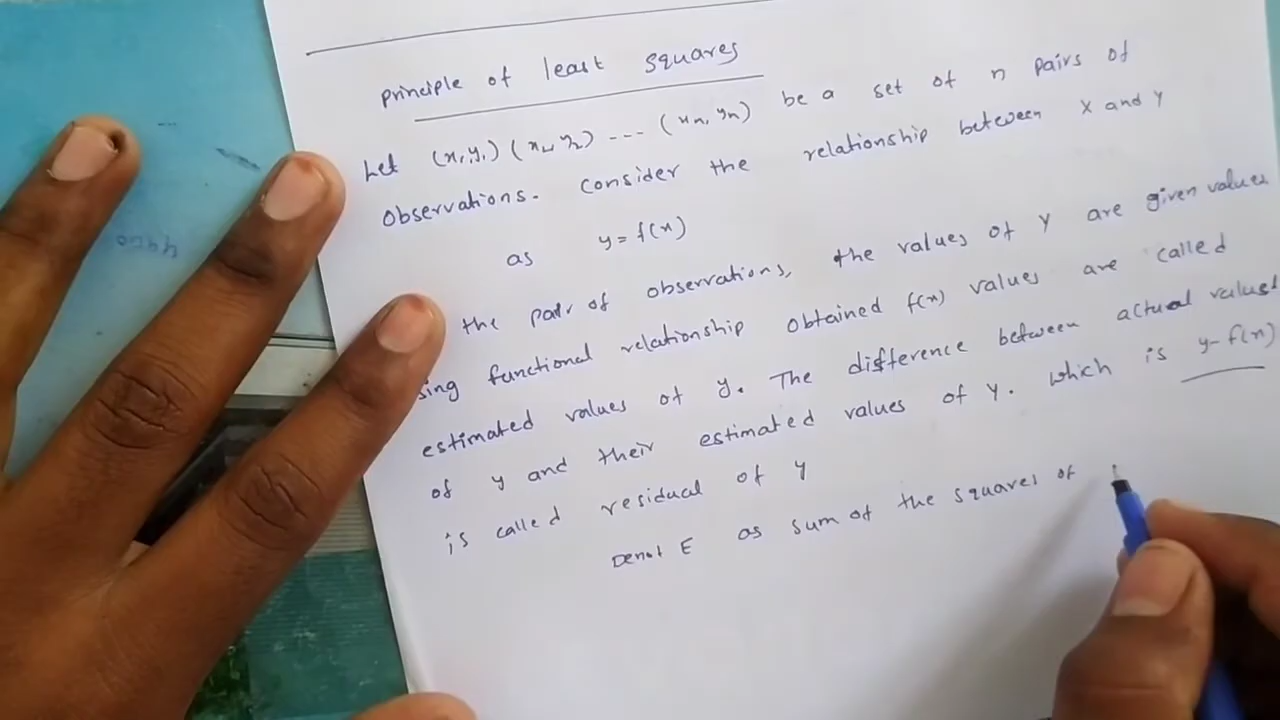 principle of least squares
Let (x1,y1) (x2,y2) --- (xn,yn) be a set of n pairs of
observations. consider the relationship between X and Y
as y=f(x)
the pair of observations, the values of Y are given values
sing functional relationship obtained f(x) values are called
estimated values of y. The difference between actual values
of y and their estimated values of Y. which is y-f(x)
is called residual of y
Denot E as sum of the squares of